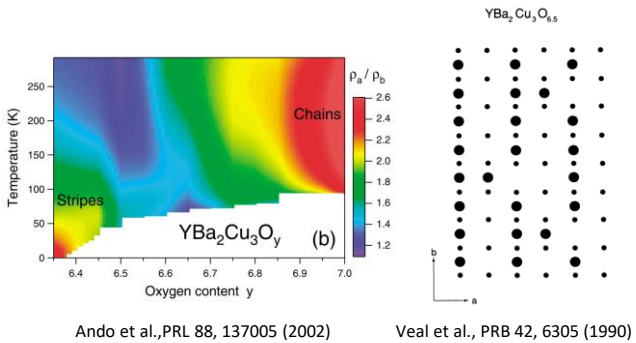 YBa2Cu3O6.5
ρa / ρb
250
200
150
100
50
0
Temperature (K)
Chains
Stripes
YBa2Cu3Oy
(b)
2.6
2.4
2.2
2.0
1.8
1.6
1.4
1.2
6.4
6.5
6.6
6.7
6.8
6.9
7.0
Oxygen content y
b
a
Ando et al.,PRL 88, 137005 (2002)
Veal et al., PRB 42, 6305 (1990)